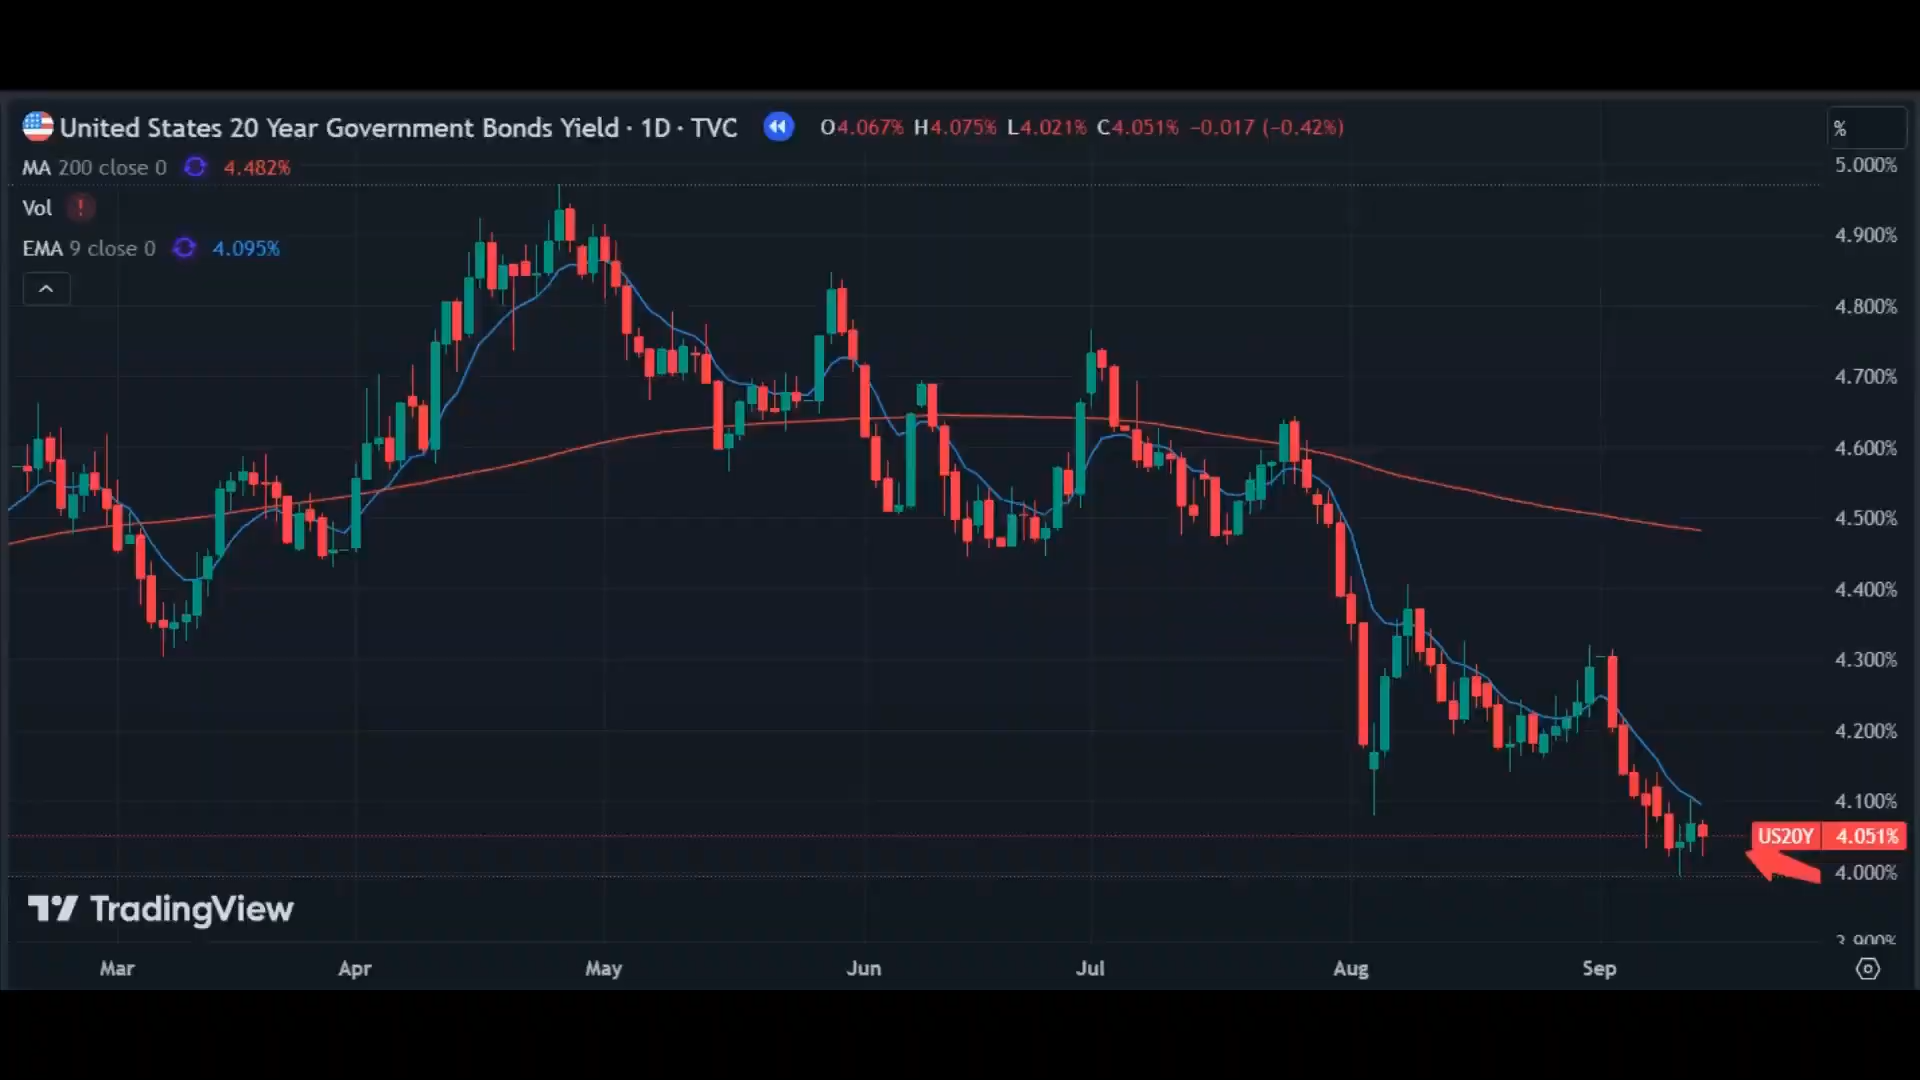 United States 20 Year Government Bonds Yield · 1D · TVC O4.067% H4.075% L4.021% C4.051% −0.017 (−0.42%)
%
MA 200 close 0 4.482%
5.000%
Vol !
4.900%
EMA 9 close 0 4.095%
4.800%
4.700%
4.600%
4.500%
4.400%
4.300%
4.200%
4.100%
US20Y 4.051%
4.000%
TradingView
3.900%
Mar Apr May Jun Jul Aug Sep